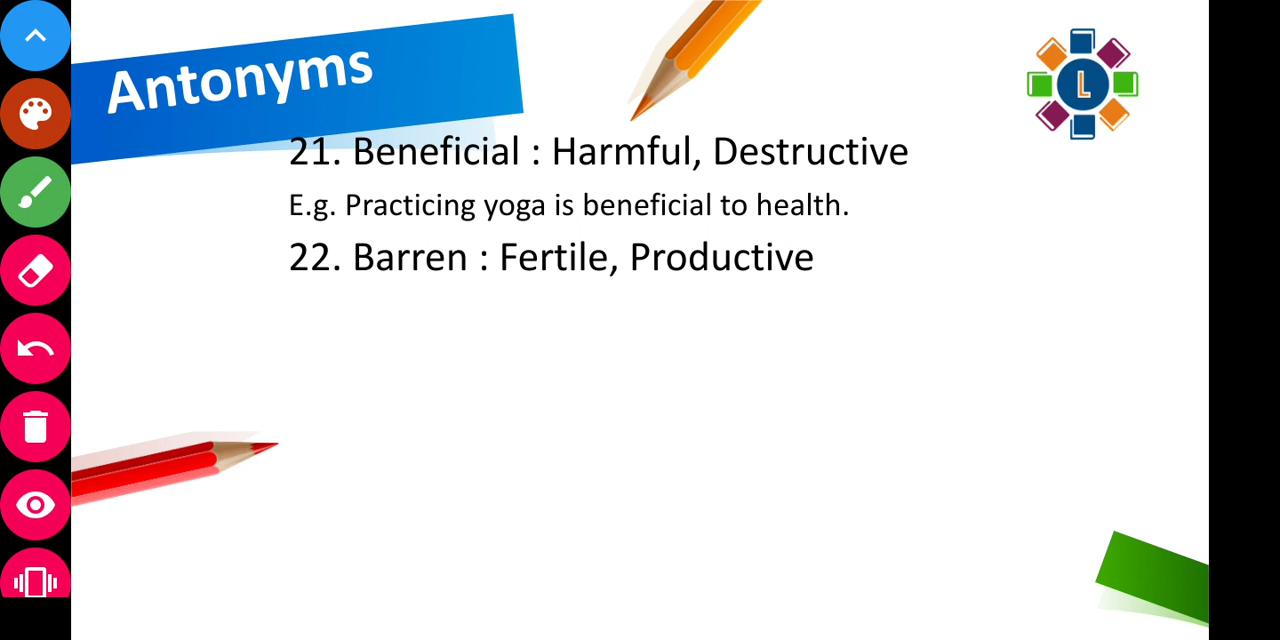 Antonyms
L
21. Beneficial : Harmful, Destructive
E.g. Practicing yoga is beneficial to health.
22. Barren : Fertile, Productive